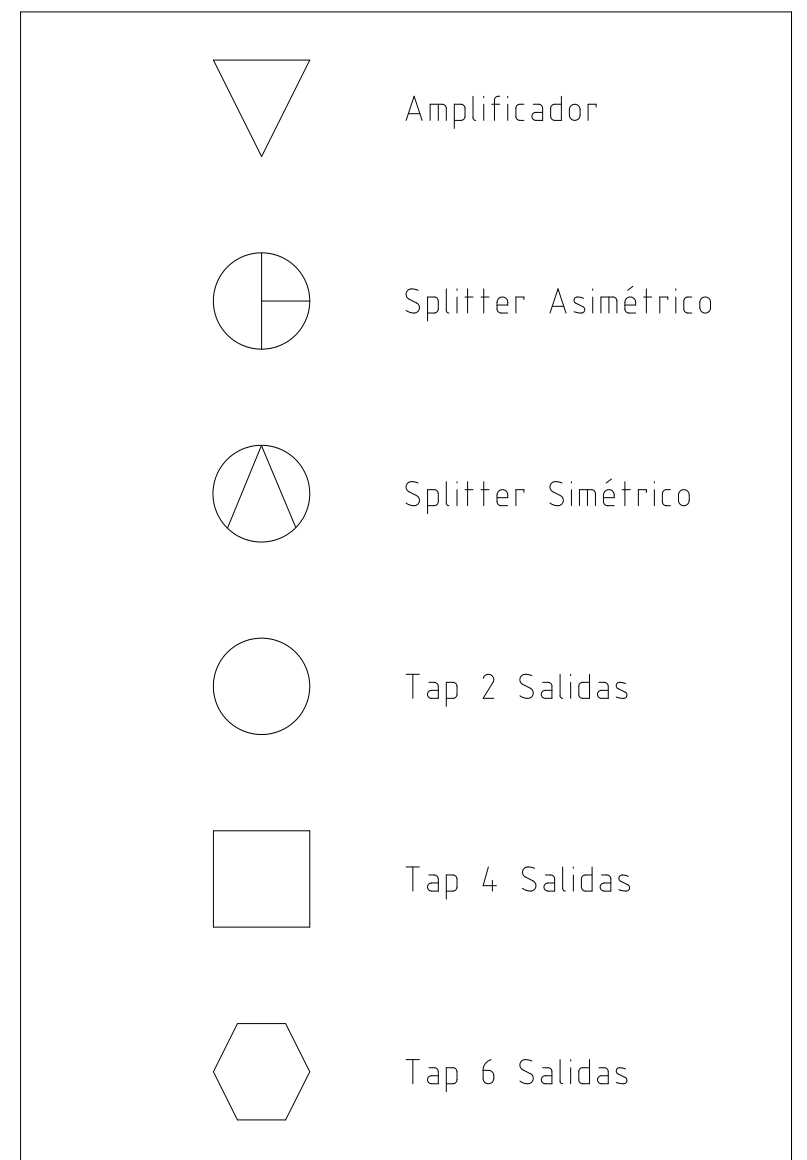 Amplificador
Splitter Asimétrico
Splitter Simétrico
Tap 2 Salidas
Tap 4 Salidas
Tap 6 Salidas